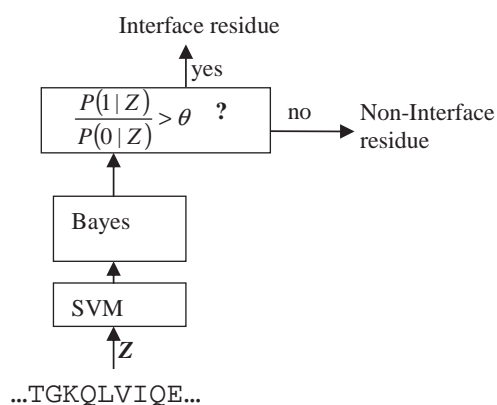 Interface residue
yes
P(1 | Z)
P(0 | Z)
> θ ?
no
Non-Interface
residue
Bayes
SVM
Z
...TGKQLVIQE...